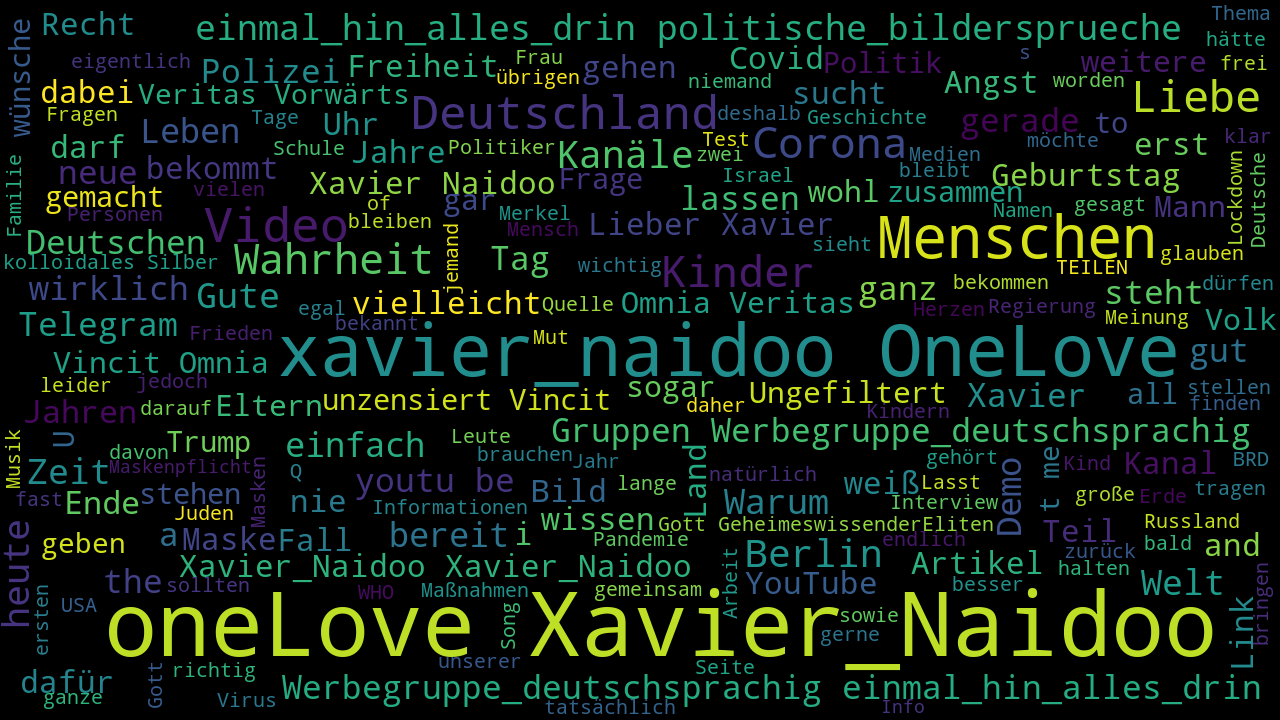 Recht einmal_hin_alles_drin politische_bildersprueche Thema
wünsche eigentlich Polizei Freiheit Frau übrigen gehen Covid Politik s weitere hätte frei
dabei Veritas Vorwärts niemand sucht Angst worden Liebe
Fragen Leben Tage Uhr Deutschland deshalb Geschichte gerade to klar
darf Schule Jahre Politiker Kanäle Test zwei Corona Medien möchte erst
neue bekommt Xavier Naidoo Frage Israel bleibt Geburtstag Lockdown Deutsche
Familie gemacht vielen of gar lassen wohl zusammen gesagt Mann
Personen Video bleiben Merkel Mensch Lieber Xavier Namen
Deutschen Wahrheit jemand Tag sieht Menschen glauben
kolloidales Silber wichtig Kinder TEILEN
wirklich Gute egal vielleicht Quelle Omnia Veritas ganz bekommen steht dürfen
Telegram Frieden bekannt Herzen Regierung Meinung Volk
Vincit Omnia xavier_naidoo OneLove Mut gut
leider jedoch sogar Xavier all stellen
Jahren darauf Eltern unzensiert Vincit daher Ungefiltert Kindern finden
Musik U davon Trump einfach Leute Gruppen Werbegruppe_deutschsprachig
Zeit Maskenpflichten Q brauchen Jahr Land natürlich gehört t me Kind Kanal BRD
fast Ende stehen Masken nie youtu be Bild lange Warum weiß Lasst Demo große Erde tragen
heute Juden Informationen wissen Gott GeheimeswissenderEliten Interview Teil Russland
geben a Maske Fall bereit i Pandemie endlich zurück bald and
Xavier_Naidoo Xavier_Naidoo Arbeit Berlin Artikel halten
the sollten WHO Maßnahmen gemeinsam YouTube besser Welt bringen
ersten USA oneLove Xavier_Naidoo Song sowie gerne Link
dafür Gott richtig unserer Seite
ganze Virus Werbegruppe_deutschsprachig einmal_hin_alles_drin
tatsächlich Info